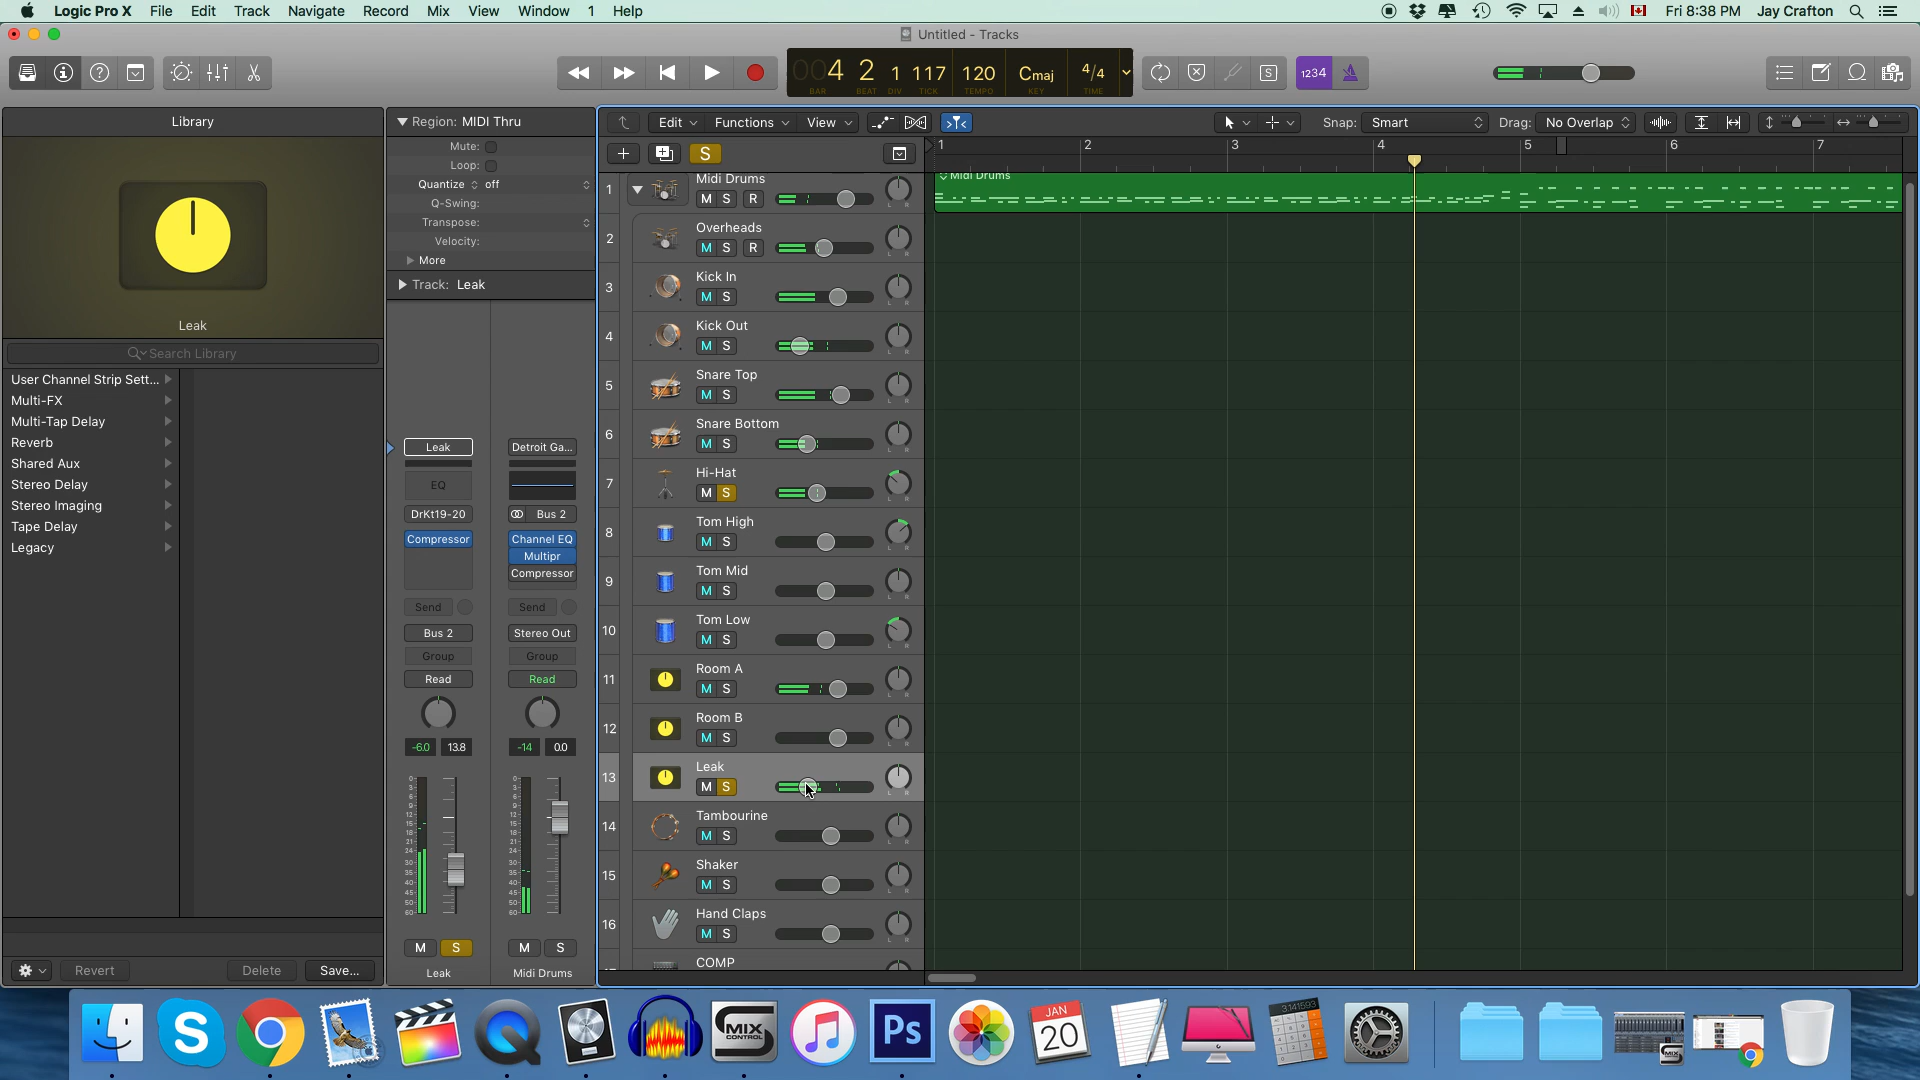 Logic Pro X File Edit Track Navigate Record Mix View Window 1 Help
Fri 8:38 PM Jay Crafton
Untitled - Tracks
004 2 1 117 120 Cmaj 4/4
BAR BEAT DIV TICK TEMPO KEY TIME
1234
S
Library
Leak
Search Library
User Channel Strip Sett...
Multi-FX
Multi-Tap Delay
Reverb
Shared Aux
Stereo Delay
Stereo Imaging
Tape Delay
Legacy
Revert Delete Save...
Region: MIDI Thru
Mute:
Loop:
Quantize off
Q-Swing:
Transpose:
Velocity:
More
Track: Leak
Leak Detroit Ga...
EQ
DrKt19-20 Bus 2
Compressor Channel EQ
Multipr
Compressor
Send Send
Bus 2 Stereo Out
Group Group
Read Read
-6.0 13.8 -14 0.0
M S M S
Leak Midi Drums
Edit Functions View
Snap: Smart Drag: No Overlap
S
1 2 3 4 5 6 7
1 Midi Drums
M S R
Midi Drums
2 Overheads
M S R
3 Kick In
M S
4 Kick Out
M S
5 Snare Top
M S
6 Snare Bottom
M S
7 Hi-Hat
M S
8 Tom High
M S
9 Tom Mid
M S
10 Tom Low
M S
11 Room A
M S
12 Room B
M S
13 Leak
M S
14 Tambourine
M S
15 Shaker
M S
16 Hand Claps
M S
COMP
MIX
CONTROL
Ps
JAN
20
3.141593
MIX